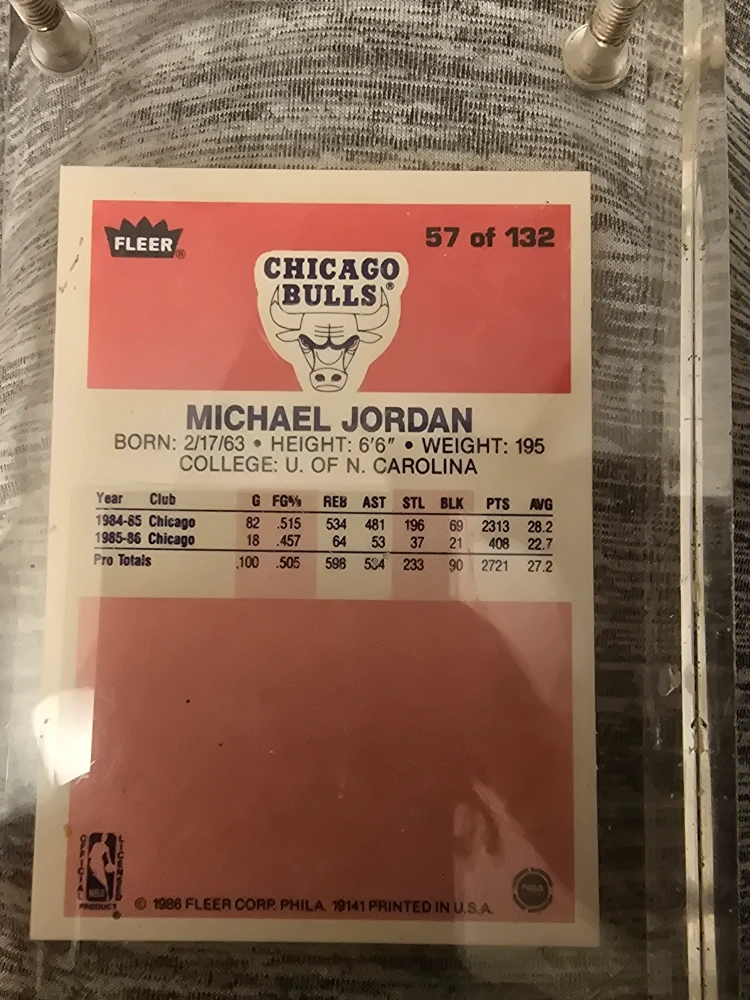 FLEER®
57 of 132
CHICAGO
BULLS®
MICHAEL JORDAN
BORN: 2/17/63 • HEIGHT: 6'6" • WEIGHT: 195
COLLEGE: U. OF N. CAROLINA
Year Club G FG% REB AST STL BLK PTS AVG
1984-85 Chicago 82 .515 534 481 196 69 2313 28.2
1985-86 Chicago 18 .457 64 53 37 21 408 22.7
Pro Totals 100 .505 598 534 233 90 2721 27.2
OFFICIAL
LICENSED
PRODUCT
NBA
© 1986 FLEER CORP. PHILA. 19141 PRINTED IN U.S.A.